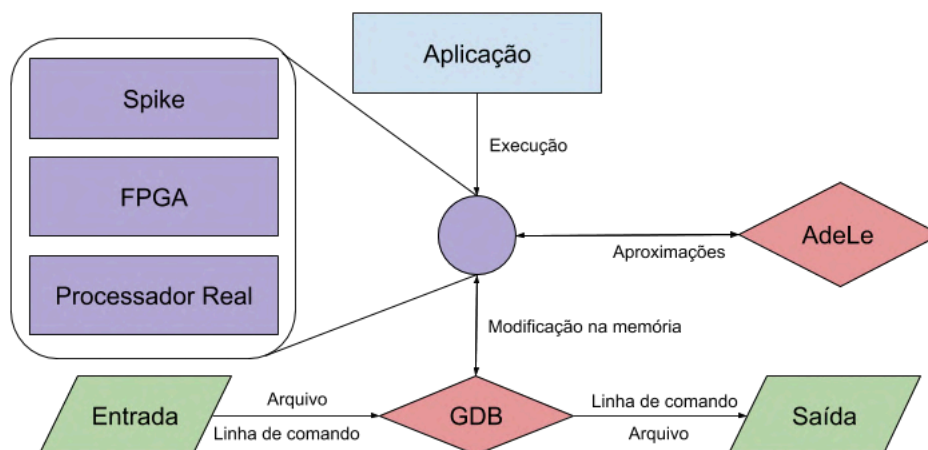 Aplicação
Spike
Execução
FPGA
AdeLe
Aproximações
Processador Real
Modificação na memória
Arquivo
Linha de comando
Entrada
GDB
Saída
Linha de comando
Arquivo